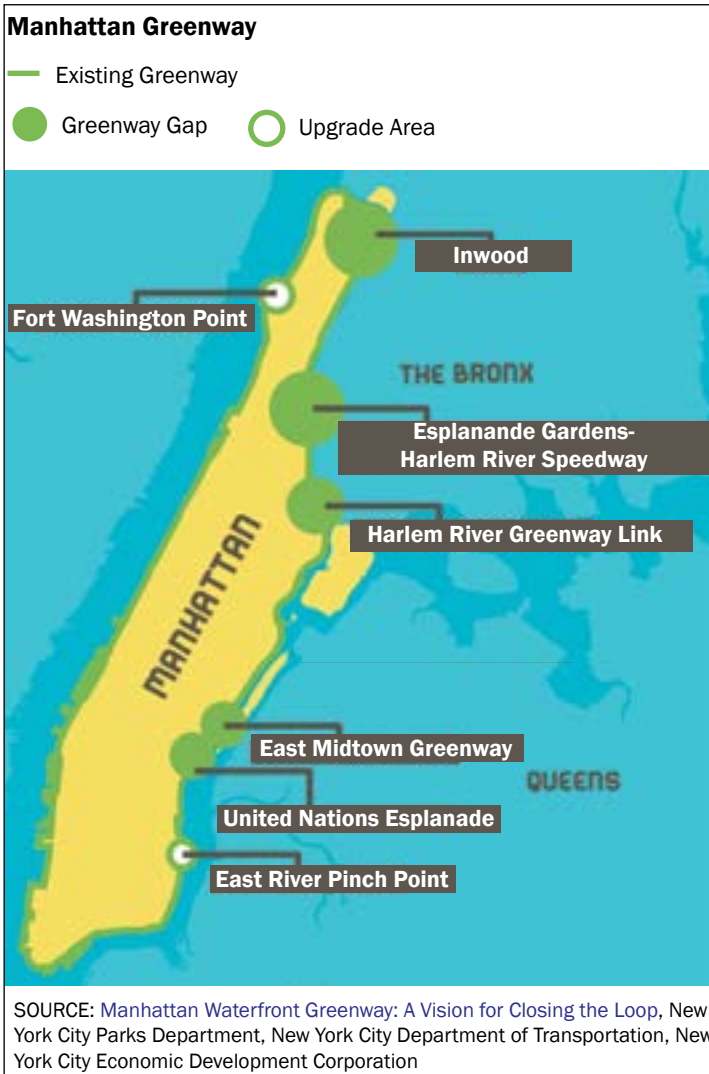 Manhattan Greenway
Existing Greenway
Greenway Gap
Upgrade Area
Inwood
Fort Washington Point
THE BRONX
Esplanande Gardens-
Harlem River Speedway
Harlem River Greenway Link
MANHATTAN
East Midtown Greenway
QUEENS
United Nations Esplanade
East River Pinch Point
SOURCE: Manhattan Waterfront Greenway: A Vision for Closing the Loop, New
York City Parks Department, New York City Department of Transportation, New
York City Economic Development Corporation